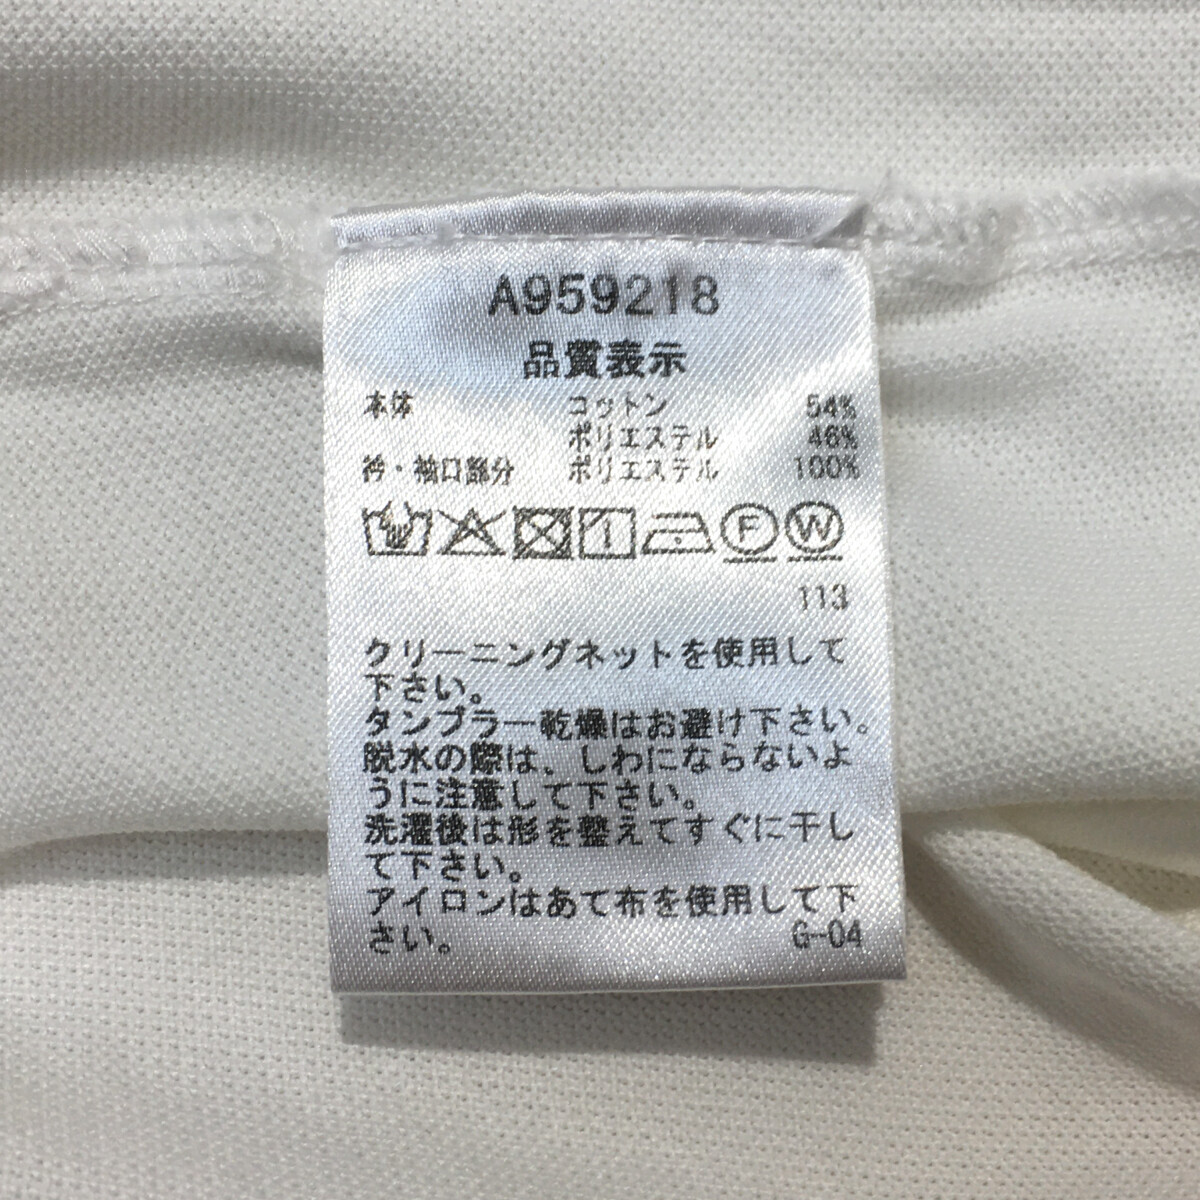 A959218
品質表示
本体 コットン 54%
ポリエステル 46%
衿・袖口部分 ポリエステル 100%
F W
113
クリーニングネットを使用して
下さい。
タンブラー乾燥はお避け下さい。
脱水の際は、しわにならないよ
うに注意して下さい。
洗濯後は形を整えてすぐに干し
て下さい。
アイロンはあて布を使用して下
さい。 G-04